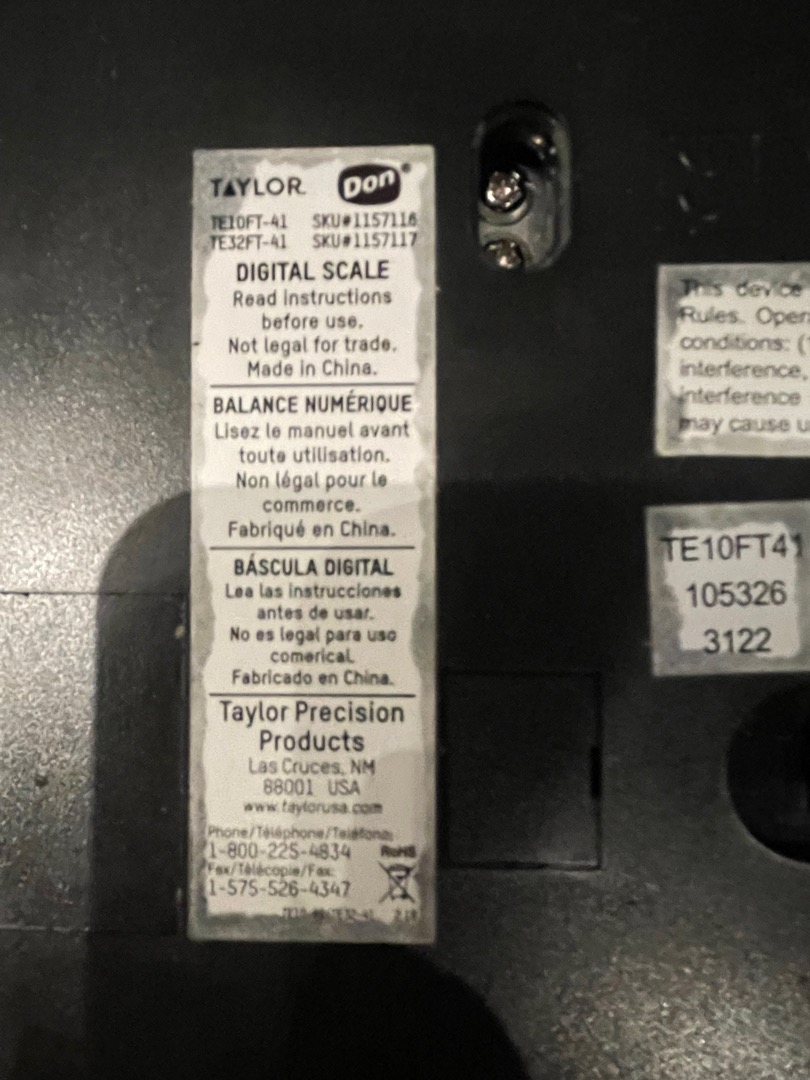 TAYLOR Don®
TE10FT-41 SKU#1157116
TE32FT-41 SKU#1157117
DIGITAL SCALE
Read instructions
before use.
Not legal for trade.
Made in China.
BALANCE NUMÉRIQUE
Lisez le manuel avant
toute utilisation.
Non légal pour le
commerce.
Fabriqué en China.
BÁSCULA DIGITAL
Lea las instrucciones
antes de usar.
No es legal para uso
comerical.
Fabricado en China.
Taylor Precision
Products
Las Cruces, NM
88001 USA
www.taylorusa.com
Phone/Téléphone/Teléfono:
1-800-225-4834
RoHS
Fax/Télécopie/Fax:
1-575-526-4347
This device
Rules. Oper
conditions: (
interference,
interference
may cause u
TE10FT41
105326
3122